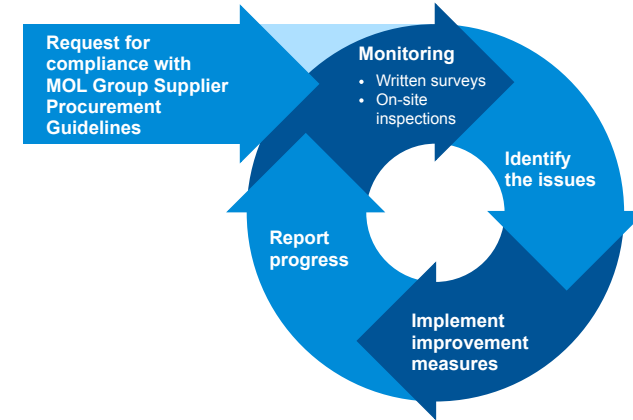 Request for
compliance with
MOL Group Supplier
Procurement
Guidelines
Monitoring
• Written surveys
• On-site
inspections
Identify
the issues
Implement
improvement
measures
Report
progress